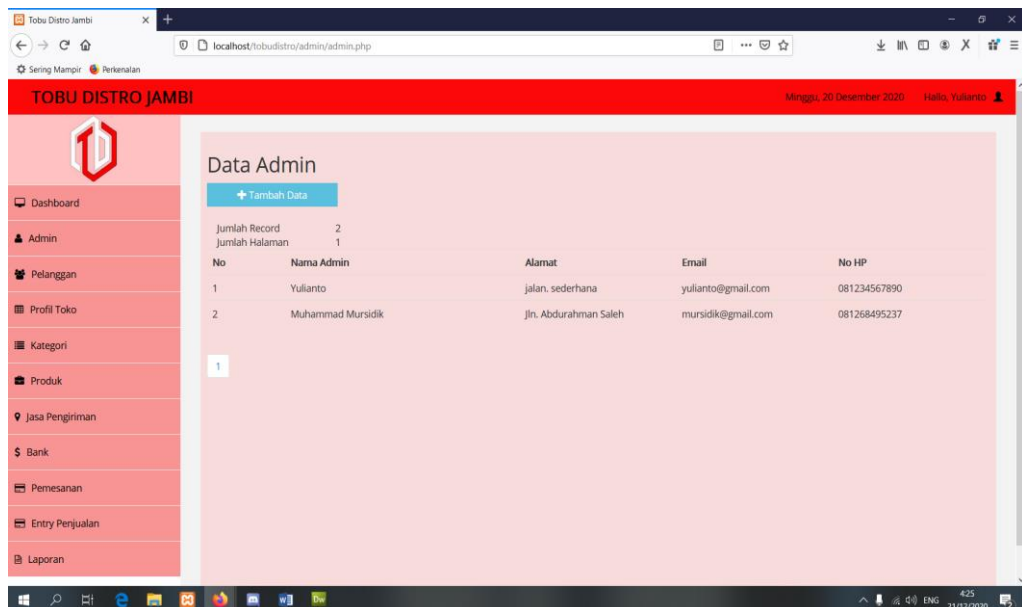 Tobu Distro Jambi
localhost/tobudistro/admin/admin.php
Sering Mampir Perkenalan
TOBU DISTRO JAMBI
Minggu, 20 Desember 2020 Hallo, Yulianto
Dashboard
Admin
Pelanggan
Profil Toko
Kategori
Produk
Jasa Pengiriman
$ Bank
Pemesanan
Entry Penjualan
Laporan
Data Admin
+ Tambah Data
Jumlah Record 2
Jumlah Halaman 1
No Nama Admin Alamat Email No HP
1 Yulianto jalan. sederhana yulianto@gmail.com 081234567890
2 Muhammad Mursidik Jln. Abdurahman Saleh mursidik@gmail.com 081268495237
1
ENG
4:25
21/12/2020